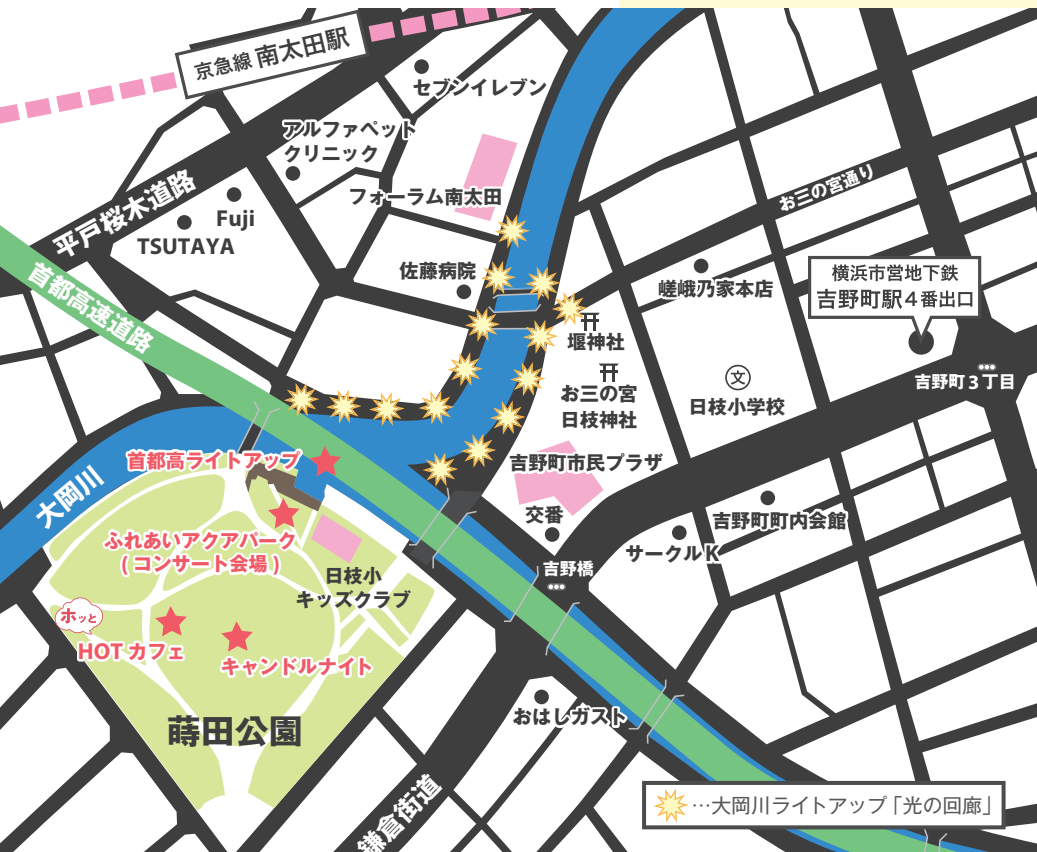 京急線 南太田駅
セブンイレブン
アルファペット
クリニック
フォーラム南太田
平戸桜木道路
Fuji
TSUTAYA
お三の宮通り
首都高速道路
佐藤病院
嵯峨乃家本店
横浜市営地下鉄
吉野町駅4番出口
堰神社
吉野町3丁目
お三の宮
日枝神社
文
日枝小学校
首都高ライトアップ
吉野町市民プラザ
大岡川
交番
吉野町町内会館
ふれあいアクアパーク
(コンサート会場)
サークルK
吉野橋
日枝小
キッズクラブ
ホッと
HOTカフェ
キャンドルナイト
おはしガスト
蒔田公園
鎌倉街道
…大岡川ライトアップ「光の回廊」